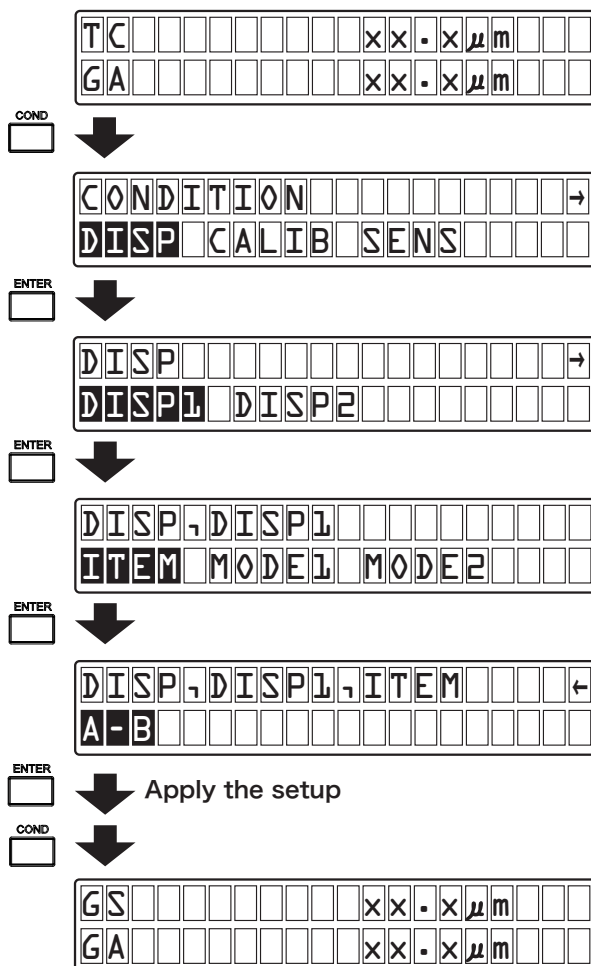 TC xx.xμm
GA xx.xμm
COND
CONDITION →
DISP CALIB SENS
ENTER
DISP →
DISP1 DISP2
ENTER
DISP,DISP1
ITEM MODE1 MODE2
ENTER
DISP,DISP1,ITEM ←
A-B
ENTER
Apply the setup
COND
GS xx.xμm
GA xx.xμm